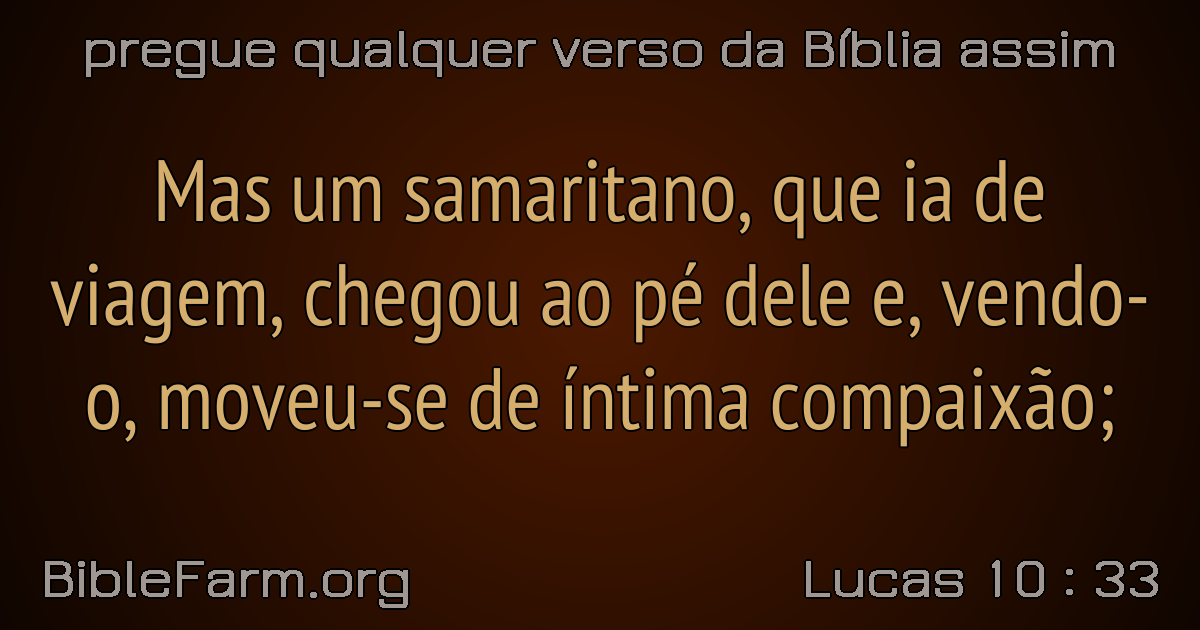 pregue qualquer verso da Bíblia assim
Mas um samaritano, que ia de
viagem, chegou ao pé dele e, vendo-
o, moveu-se de íntima compaixão;
BibleFarm.org
Lucas 10 : 33